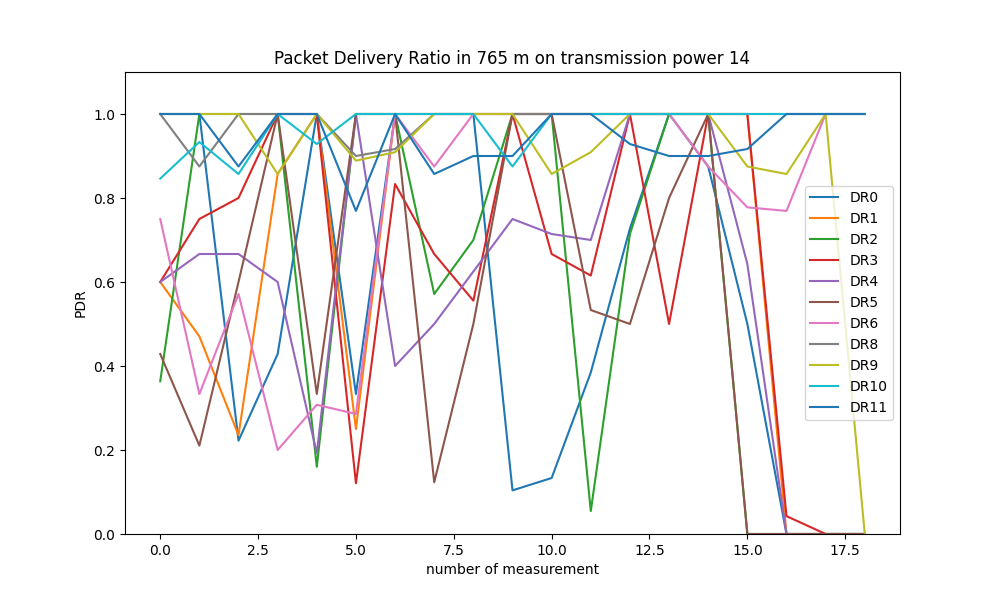 Packet Delivery Ratio in 765 m on transmission power 14
PDR
1.0
0.8
0.6
0.4
0.2
0.0
0.0 2.5 5.0 7.5 10.0 12.5 15.0 17.5
number of measurement
DR0
DR1
DR2
DR3
DR4
DR5
DR6
DR8
DR9
DR10
DR11